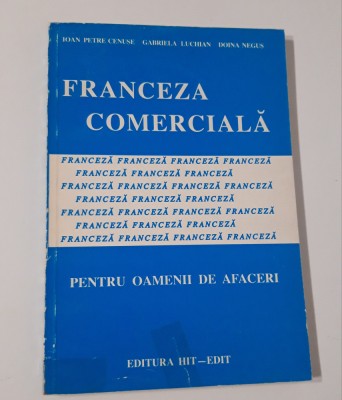 IOAN PETRE CENUSE GABRIELA LUCHIAN DOINA NEGUS
FRANCEZA
COMERCIALĂ
FRANCEZĂ FRANCEZĂ FRANCEZĂ FRANCEZĂ
FRANCEZĂ FRANCEZĂ FRANCEZĂ
FRANCEZĂ FRANCEZĂ FRANCEZĂ FRANCEZĂ
FRANCEZĂ FRANCEZĂ FRANCEZĂ
FRANCEZĂ FRANCEZĂ FRANCEZĂ FRANCEZĂ
FRANCEZĂ FRANCEZĂ FRANCEZĂ
FRANCEZĂ FRANCEZĂ FRANCEZĂ FRANCEZĂ
PENTRU OAMENII DE AFACERI
EDITURA HIT—EDIT